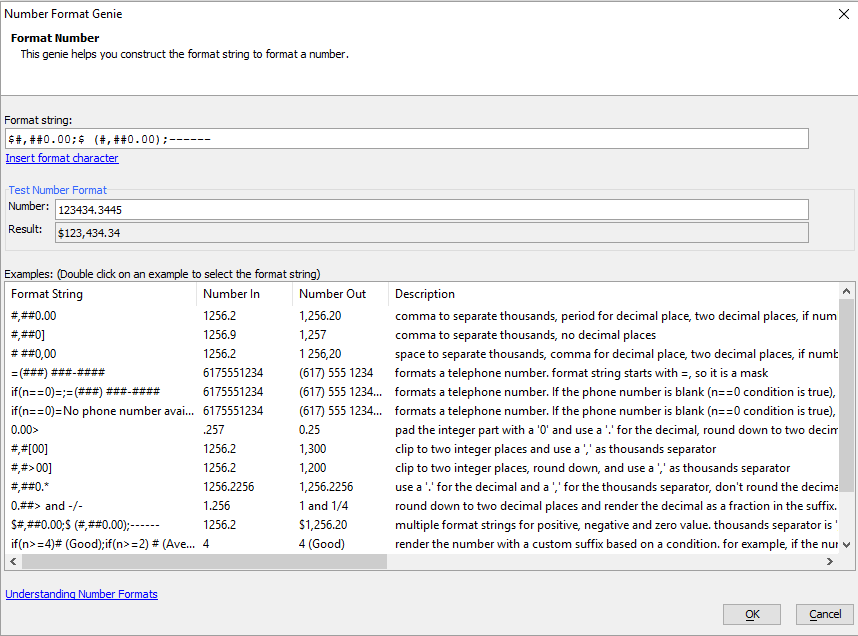 Number Format Genie
Format Number
This genie helps you construct the format string to format a number.
Format string:
$#,##0.00;$ (#,##0.00);------
Insert format character
Test Number Format
Number: 123434.3445
Result: $123,434.34
Examples: (Double click on an example to select the format string)
Format String Number In Number Out Description
#,##0.00 1256.2 1,256.20 comma to separate thousands, period for decimal place, two decimal places, if num
#,##0] 1256.9 1,257 comma to separate thousands, no decimal places
# ##0,00 1256.2 1 256,20 space to separate thousands, comma for decimal place, two decimal places, if numb
=(###) ###-#### 6175551234 (617) 555 1234 formats a telephone number. format string starts with =, so it is a mask
if(n==0)=;=(###) ###-#### 6175551234 (617) 555 1234... formats a telephone number. If the phone number is blank (n==0 condition is true),
if(n==0)=No phone number avai... 6175551234 (617) 555 1234... formats a telephone number. If the phone number is blank (n==0 condition is true),
0.00> .257 0.25 pad the integer part with a '0' and use a '.' for the decimal, round down to two decim
#,#[00] 1256.2 1,300 clip to two integer places and use a ',' as thousands separator
#,#>00] 1256.2 1,200 clip to two integer places, round down, and use a ',' as thousands separator
#,##0.* 1256.2256 1,256.2256 use a '.' for the decimal and a ',' for the thousands separator, don't round the decima
0.##> and -/- 1.256 1 and 1/4 round down to two decimal places and render the decimal as a fraction in the suffix.
$#,##0.00;$ (#,##0.00);------ 1256.2 $1,256.20 multiple format strings for positive, negative and zero value. thousands separator is '
if(n>=4)# (Good);if(n>=2) # (Ave... 4 4 (Good) render the number with a custom suffix based on a condition. for example, if the nur
Understanding Number Formats
OK Cancel